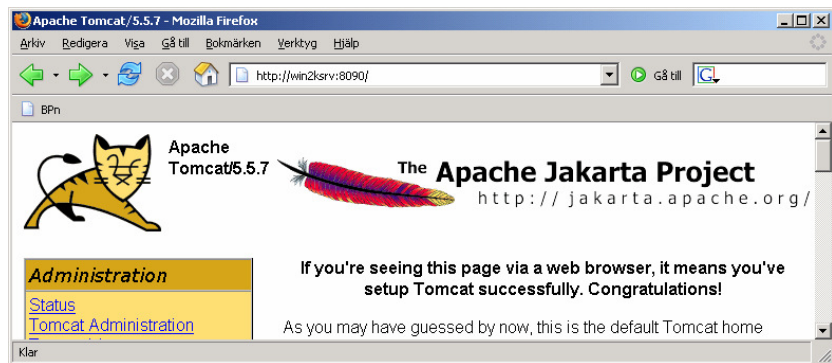 Apache Tomcat/5.5.7 - Mozilla Firefox
Arkiv Redigera Visa Gå till Bokmärken Verktyg Hjälp
http://win2ksrv:8090/ Gå till G
BPn
Apache
Tomcat/5.5.7
The Apache Jakarta Project
http://jakarta.apache.org/
Administration
Status
Tomcat Administration
If you're seeing this page via a web browser, it means you've
setup Tomcat successfully. Congratulations!
As you may have guessed by now, this is the default Tomcat home
Klar